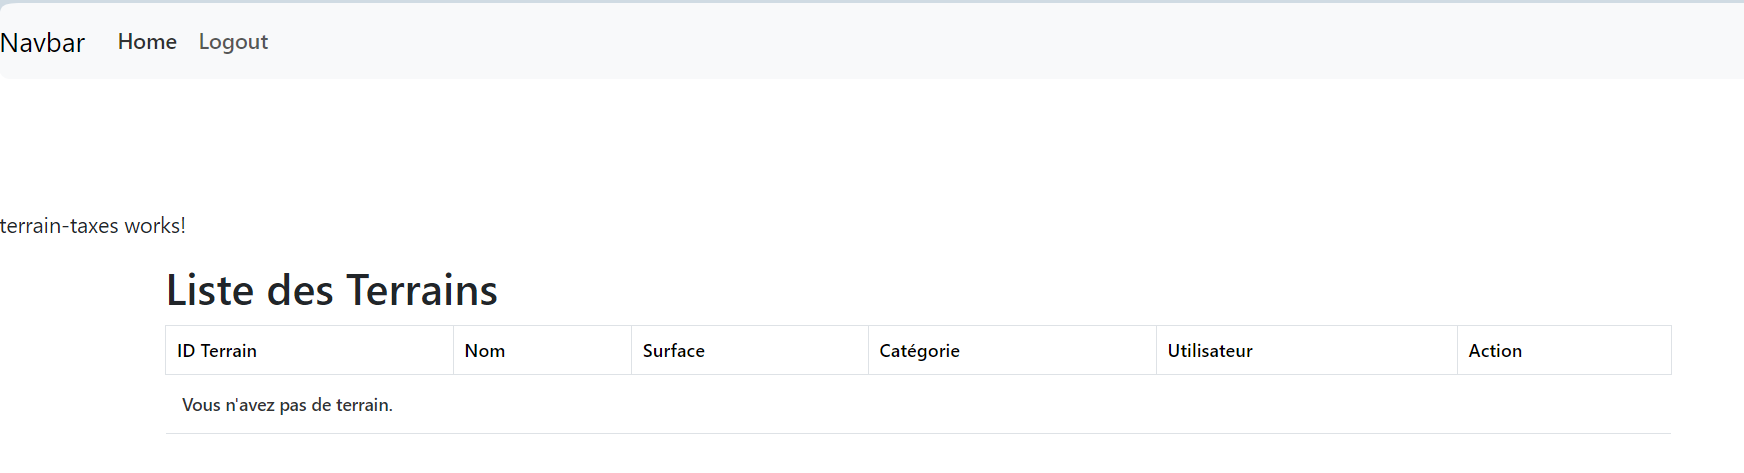 Navbar Home Logout
terrain-taxes works!
Liste des Terrains
ID Terrain Nom Surface Catégorie Utilisateur Action
Vous n'avez pas de terrain.